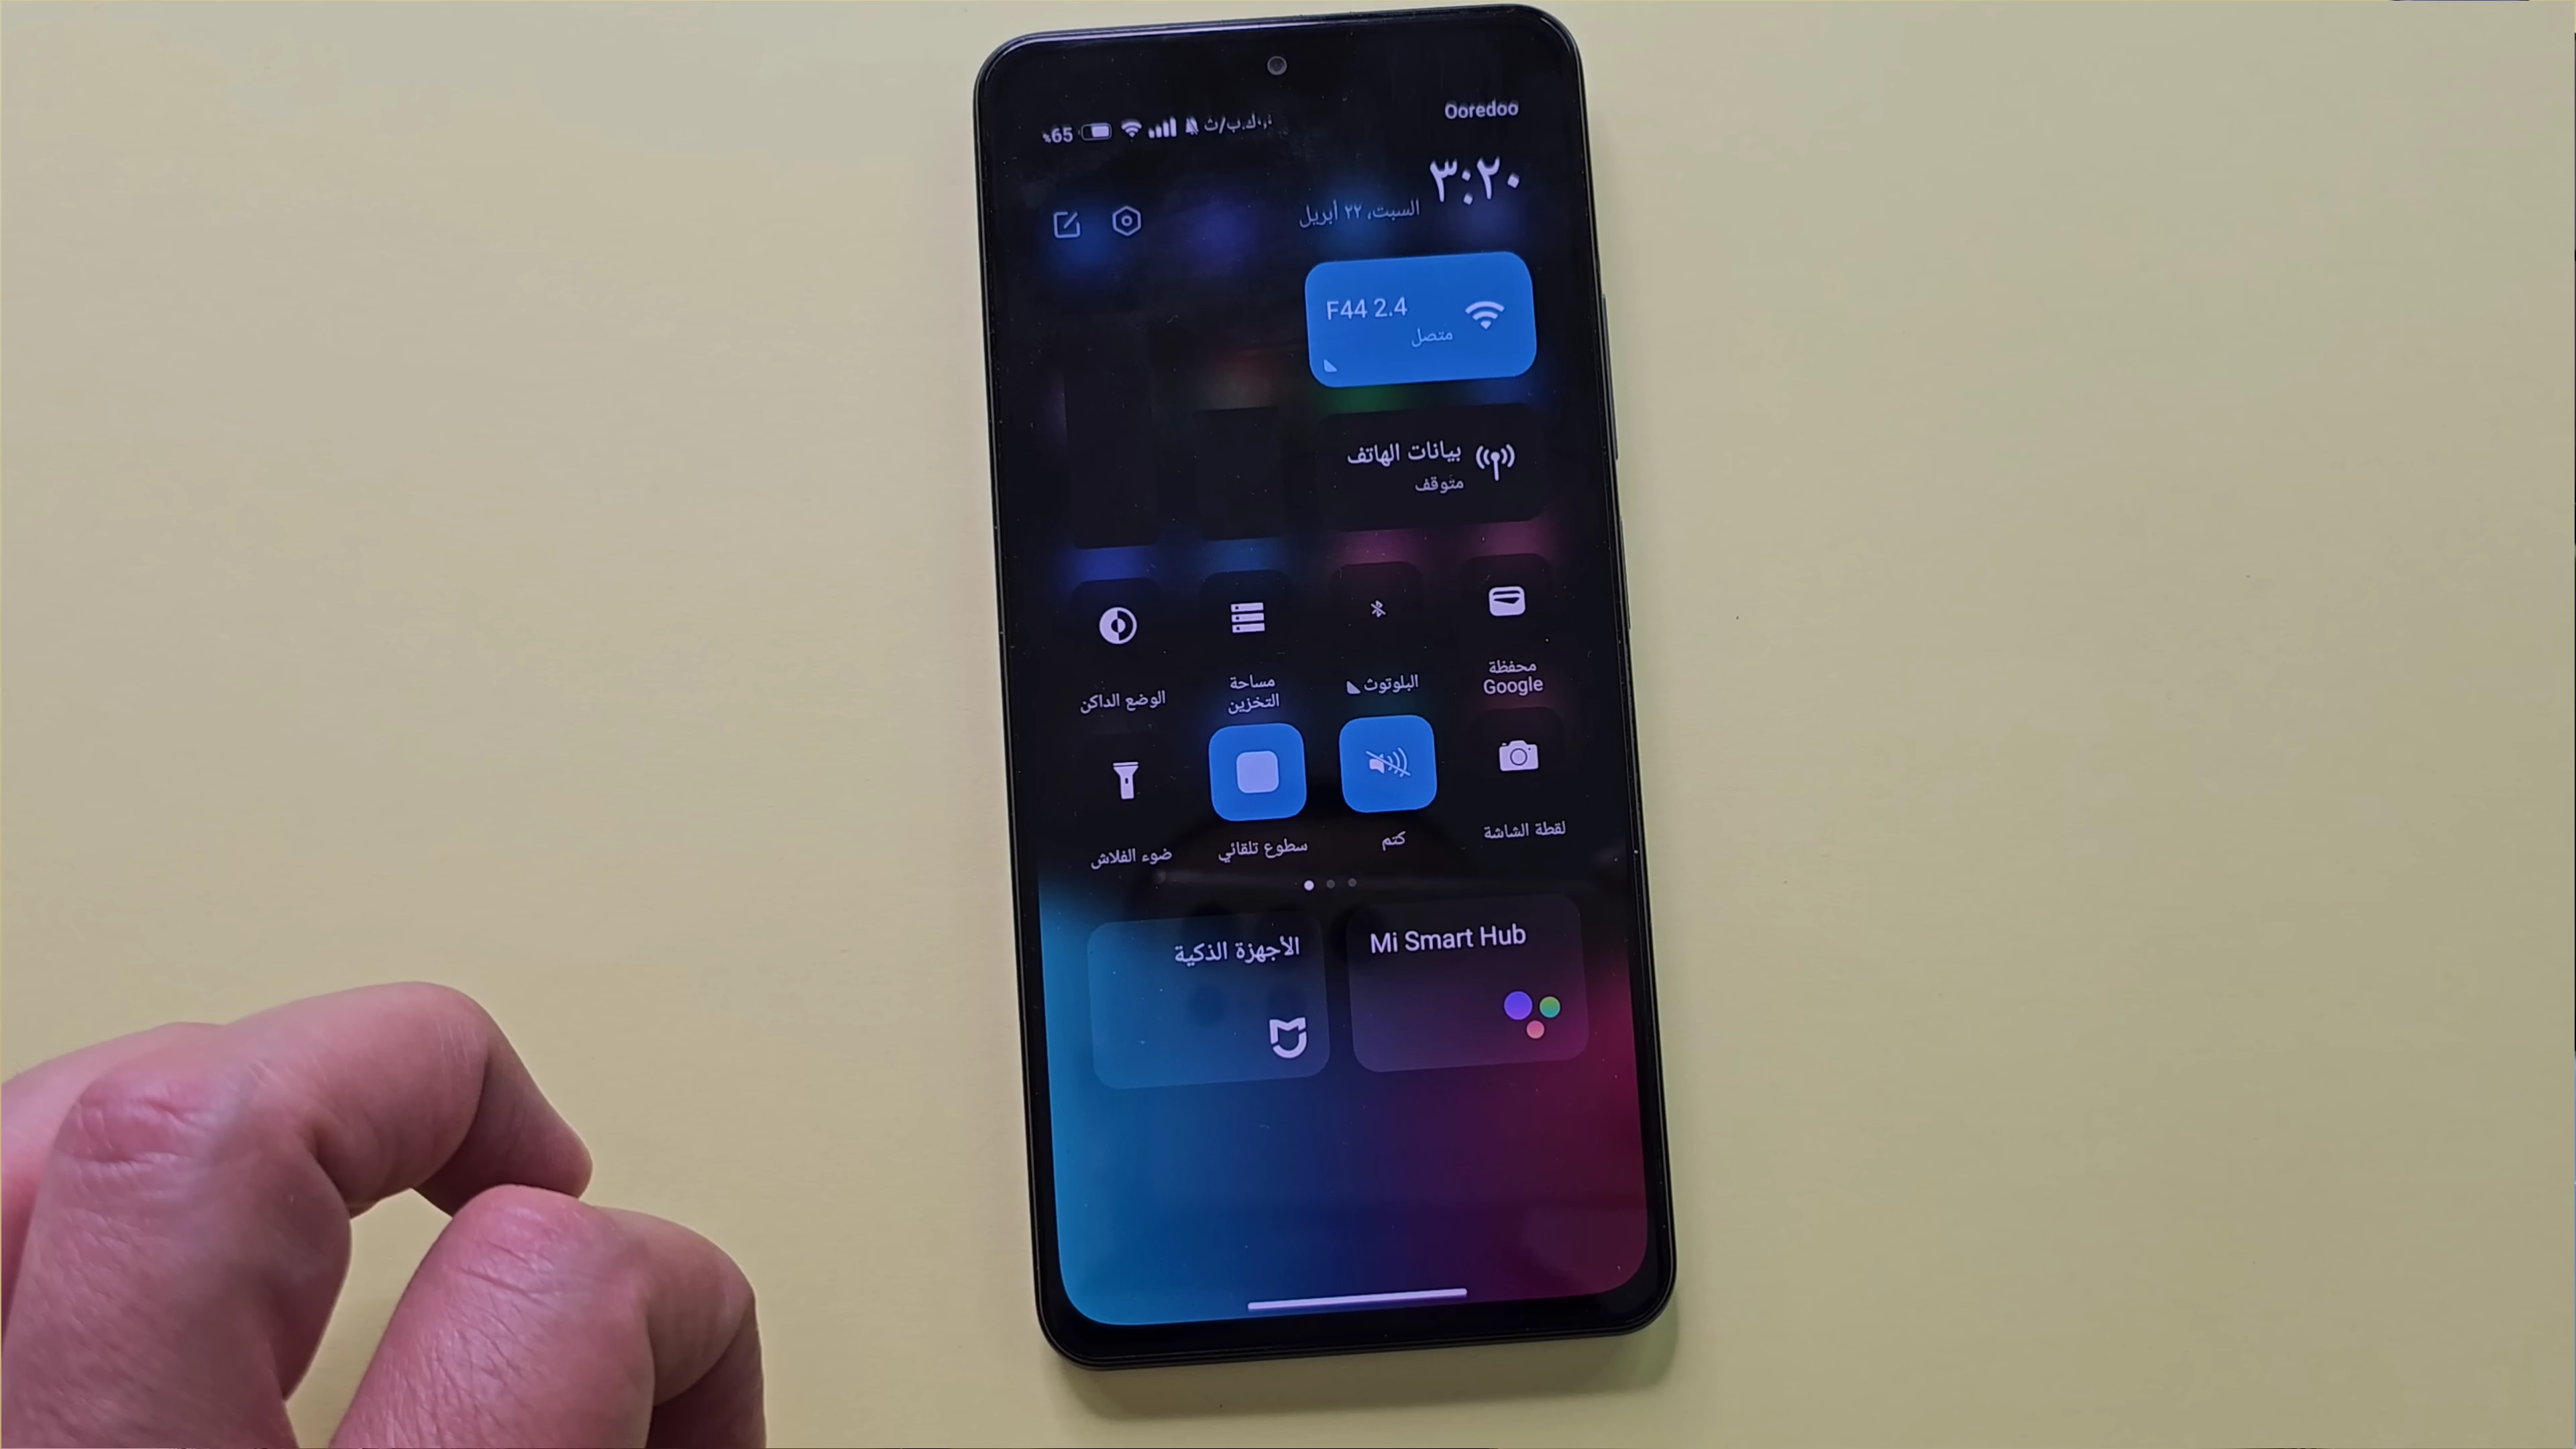 Ooredoo
٪65
٣:٢٠
السبت، ٢٢ أبريل
F44 2.4
متصل
بيانات الهاتف
متوقف
محفظة
Google
البلوتوث
مساحة
التخزين
الوضع الداكن
لقطة الشاشة
كتم
سطوع تلقائي
ضوء الفلاش
Mi Smart Hub
الأجهزة الذكية